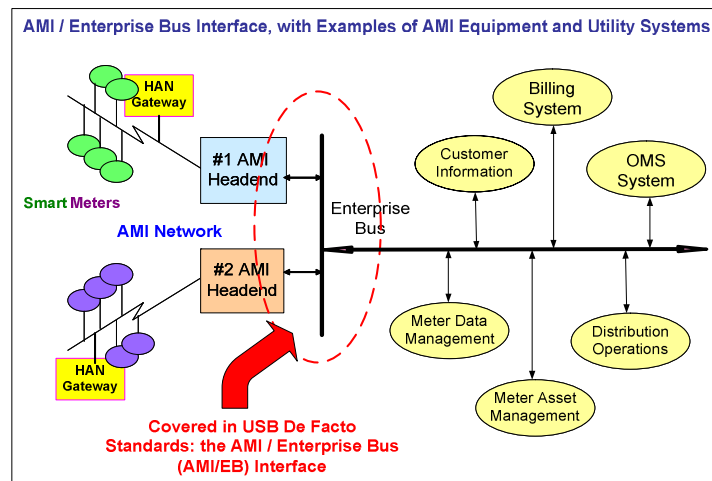 AMI / Enterprise Bus Interface, with Examples of AMI Equipment and Utility Systems
HAN
Gateway
#1 AMI
Headend
Smart Meters
AMI Network
#2 AMI
Headend
HAN
Gateway
Enterprise
Bus
Customer
Information
Billing
System
OMS
System
Meter Data
Management
Meter Asset
Management
Distribution
Operations
Covered in USB De Facto
Standards: the AMI / Enterprise Bus
(AMI/EB) Interface